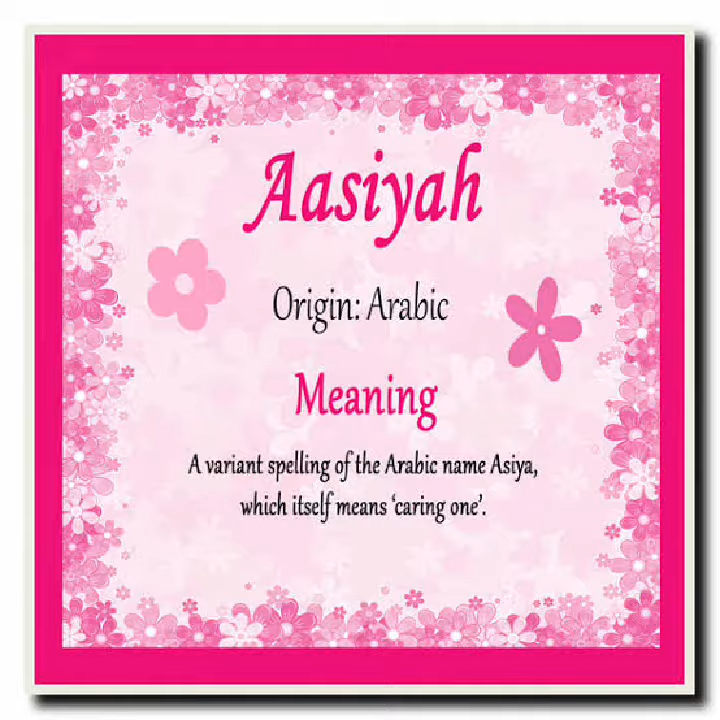 Aasiyah
Origin: Arabic
Meaning
A variant spelling of the Arabic name Asiya,
which itself means ‘caring one’.